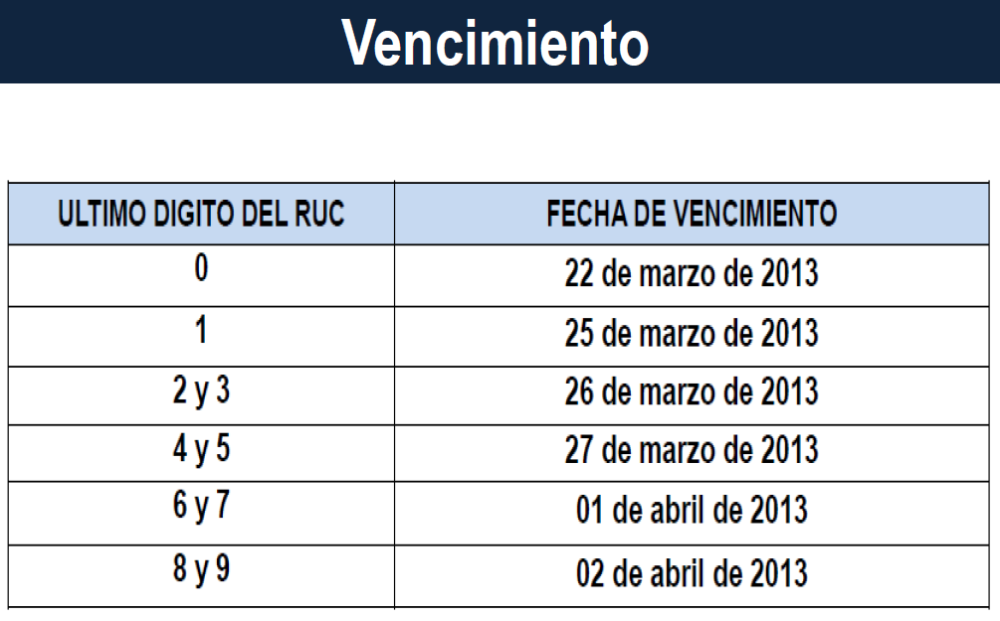 Vencimiento
ULTIMO DIGITO DEL RUC FECHA DE VENCIMIENTO
0 22 de marzo de 2013
1 25 de marzo de 2013
2 y 3 26 de marzo de 2013
4 y 5 27 de marzo de 2013
6 y 7 01 de abril de 2013
8 y 9 02 de abril de 2013